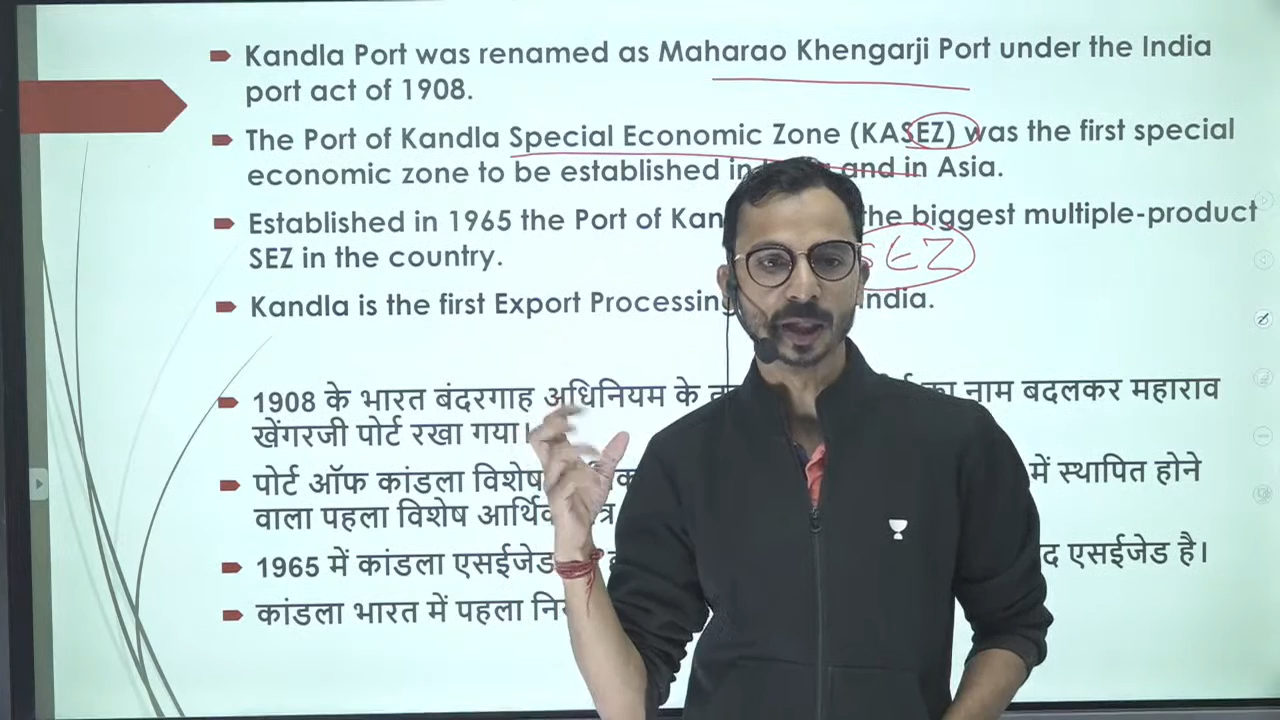 Kandla Port was renamed as Maharao Khengarji Port under the India
port act of 1908.
The Port of Kandla Special Economic Zone (KASEZ) was the first special
economic zone to be established in and in Asia.
Established in 1965 the Port of Kan the biggest multiple-product
SEZ
SEZ in the country.
Kandla is the first Export Processing India.
1908 के भारत बंदरगाह अधिनियम के का नाम बदलकर महाराव
खेंगरजी पोर्ट रखा गया।
पोर्ट ऑफ कांडला विशेष में स्थापित होने
वाला पहला विशेष आर्थिक
1965 में कांडला एसईजेड एसईजेड है।
कांडला भारत में पहला